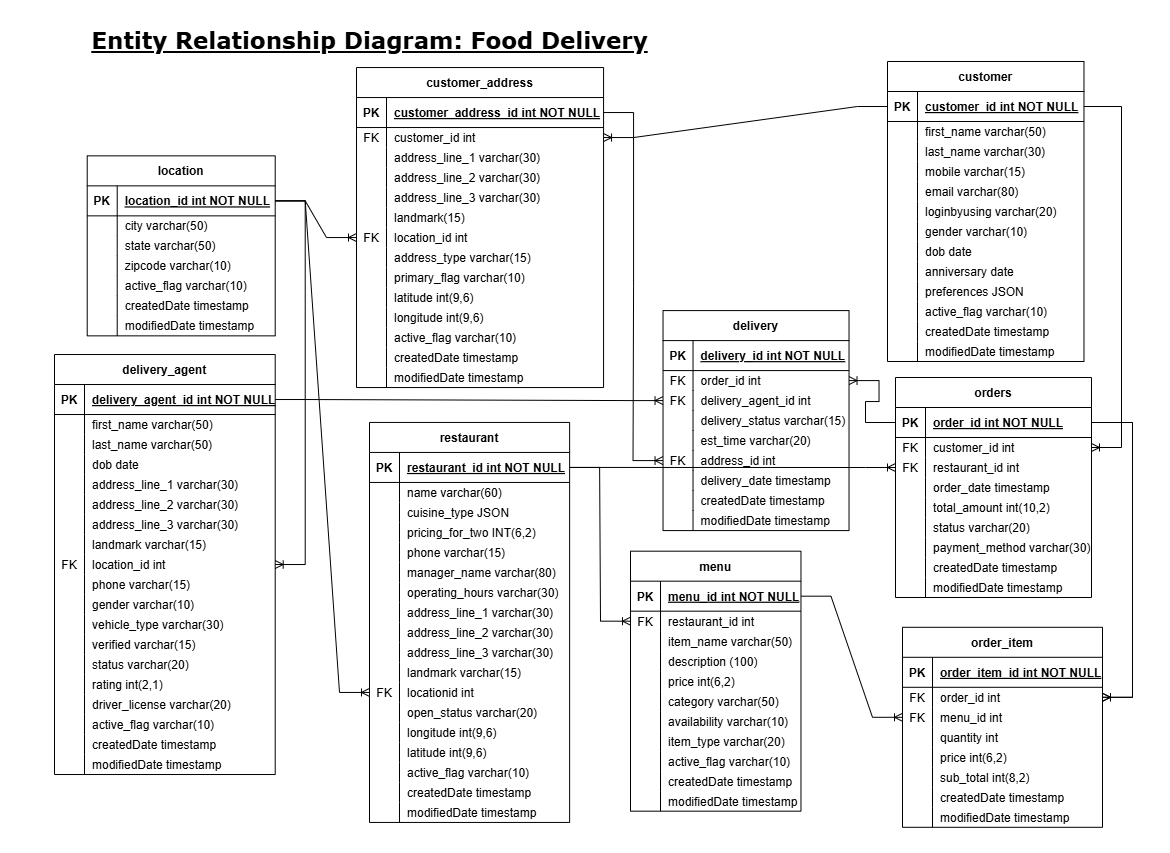 Entity Relationship Diagram: Food Delivery
customer_address
PK customer_address_id int NOT NULL
FK customer_id int
address_line_1 varchar(30)
address_line_2 varchar(30)
address_line_3 varchar(30)
landmark(15)
FK location_id int
address_type varchar(15)
primary_flag varchar(10)
latitude int(9,6)
longitude int(9,6)
active_flag varchar(10)
createdDate timestamp
modifiedDate timestamp
customer
PK customer_id int NOT NULL
first_name varchar(50)
last_name varchar(30)
mobile varchar(15)
email varchar(80)
loginbyusing varchar(20)
gender varchar(10)
dob date
anniversary date
preferences JSON
active_flag varchar(10)
createdDate timestamp
modifiedDate timestamp
location
PK location_id int NOT NULL
city varchar(50)
state varchar(50)
zipcode varchar(10)
active_flag varchar(10)
createdDate timestamp
modifiedDate timestamp
delivery
PK delivery_id int NOT NULL
FK order_id int
FK delivery_agent_id int
delivery_status varchar(15)
est_time varchar(20)
FK address_id int
delivery_date timestamp
createdDate timestamp
modifiedDate timestamp
delivery_agent
PK delivery_agent_id int NOT NULL
first_name varchar(50)
last_name varchar(50)
dob date
address_line_1 varchar(30)
address_line_2 varchar(30)
address_line_3 varchar(30)
landmark varchar(15)
FK location_id int
phone varchar(15)
gender varchar(10)
vehicle_type varchar(30)
verified varchar(15)
status varchar(20)
rating int(2,1)
driver_license varchar(20)
active_flag varchar(10)
createdDate timestamp
modifiedDate timestamp
restaurant
PK restaurant_id int NOT NULL
name varchar(60)
cuisine_type JSON
pricing_for_two INT(6,2)
phone varchar(15)
manager_name varchar(80)
operating_hours varchar(30)
address_line_1 varchar(30)
address_line_2 varchar(30)
address_line_3 varchar(30)
landmark varchar(15)
FK locationid int
open_status varchar(20)
longitude int(9,6)
latitude int(9,6)
active_flag varchar(10)
createdDate timestamp
modifiedDate timestamp
orders
PK order_id int NOT NULL
FK customer_id int
FK restaurant_id int
order_date timestamp
total_amount int(10,2)
status varchar(20)
payment_method varchar(30)
createdDate timestamp
modifiedDate timestamp
menu
PK menu_id int NOT NULL
FK restaurant_id int
item_name varchar(50)
description (100)
price int(6,2)
category varchar(50)
availability varchar(10)
item_type varchar(20)
active_flag varchar(10)
createdDate timestamp
modifiedDate timestamp
order_item
PK order_item_id int NOT NULL
FK order_id int
FK menu_id int
quantity int
price int(6,2)
sub_total int(8,2)
createdDate timestamp
modifiedDate timestamp